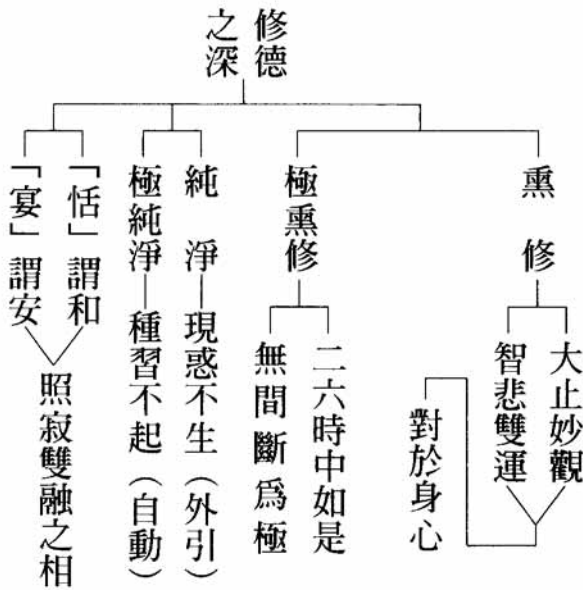 修德
之深
熏　修
大止妙觀
智悲雙運
對於身心
極熏修
二六時中如是
無間斷爲極
純　淨—現惑不生（外引）
極純淨—種習不起（自動）
「恬」謂和
「宴」謂安
照寂雙融之相